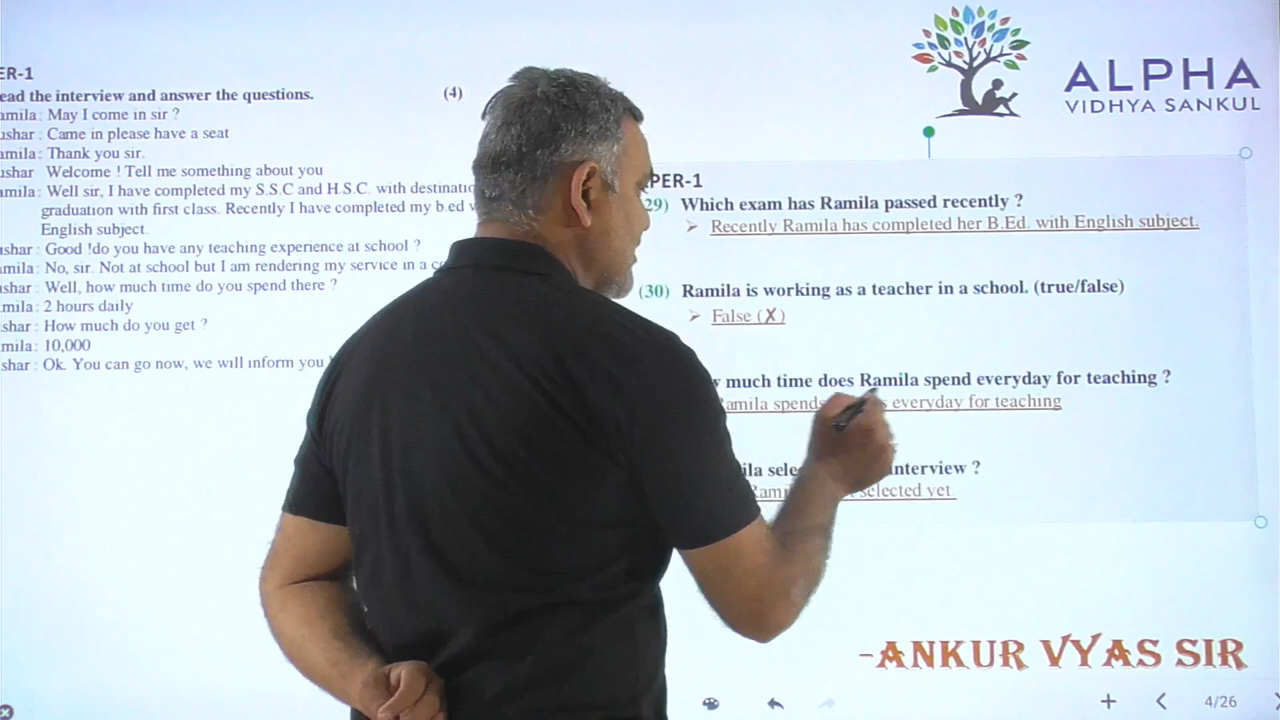 ER-1
ead the interview and answer the questions. (4)
amila : May I come in sir ?
ushar : Came in please have a seat
amila : Thank you sir.
ushar Welcome ! Tell me something about you
amila : Well sir, I have completed my S.S.C and H.S.C. with
graduation with first class. Recently I have completed my b.ed
English subject.
ushar : Good !do you have any teaching experience at school ?
amila : No, sir. Not at school but I am rendering my service in a
ushar : Well, how much time do you spend there ?
mila : 2 hours daily
shar : How much do you get ?
mila : 10,000
shar : Ok. You can go now, we will inform you
ALPHA
VIDHYA SANKUL
PER-1
29) Which exam has Ramila passed recently ?
➢ Recently Ramila has completed her B.Ed. with English subject.
(30) Ramila is working as a teacher in a school. (true/false)
➢ False (X)
much time does Ramila spend everyday for teaching ?
amila spends everyday for teaching
ila sele interview ?
Rami selected yet.
-ANKUR VYAS SIR
4/26